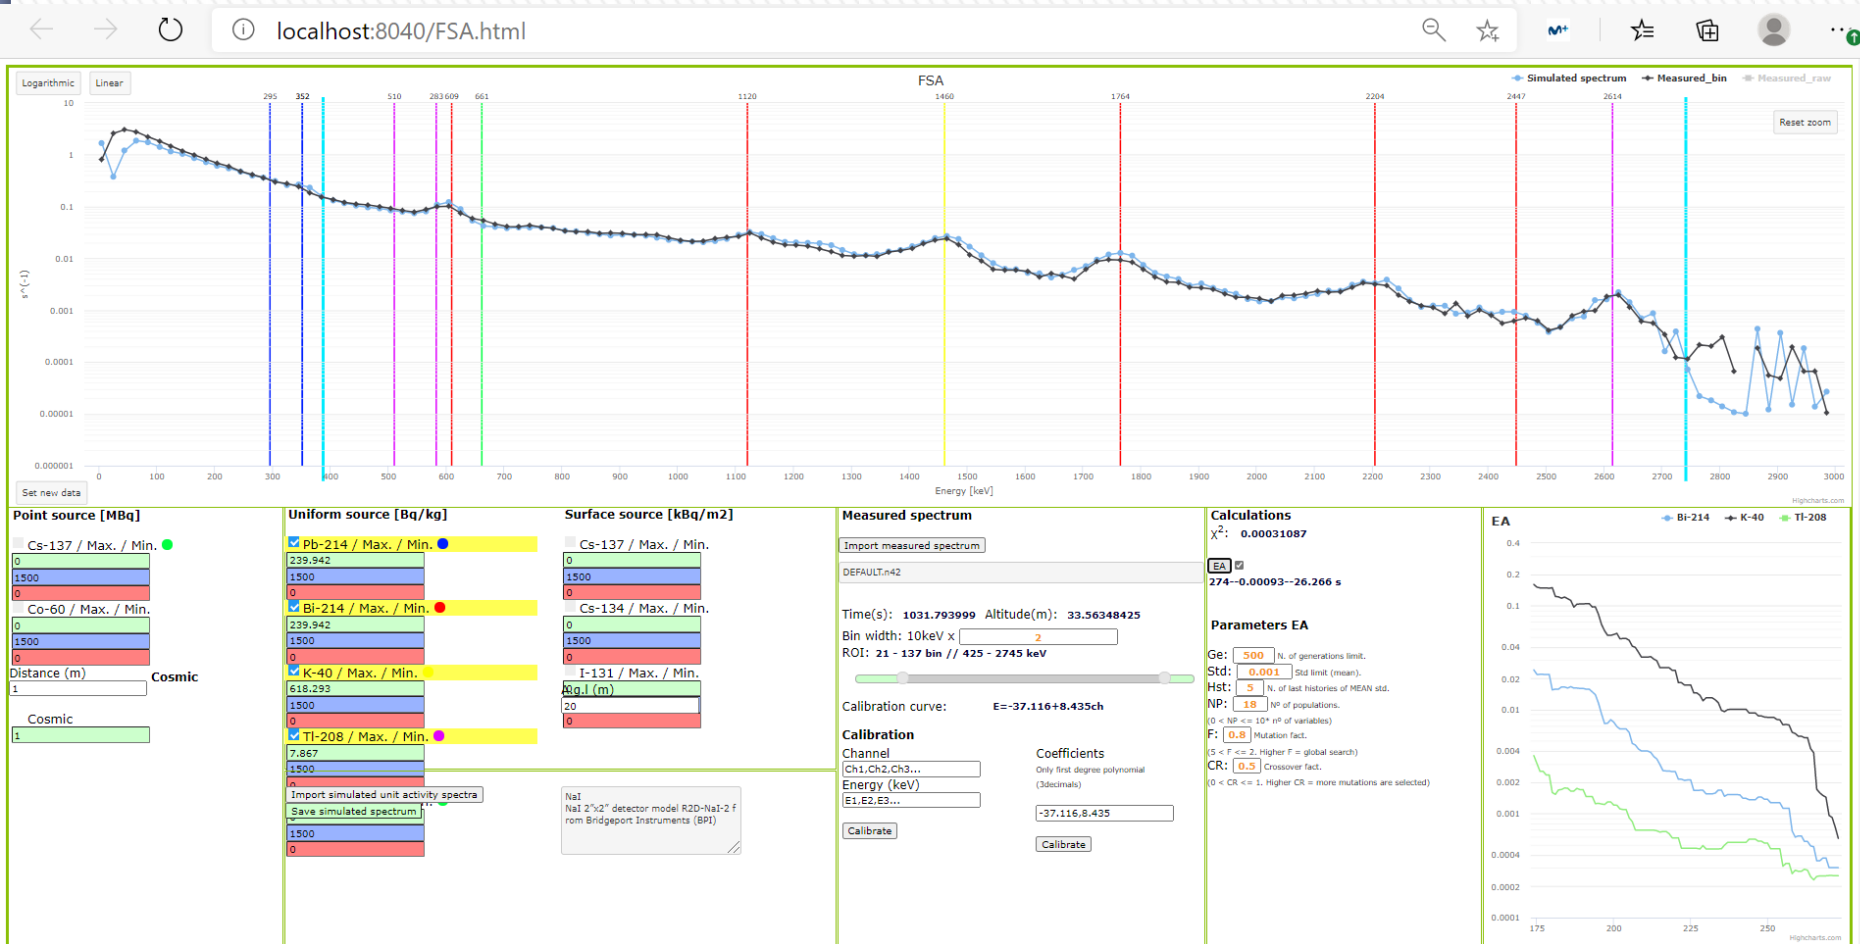 localhost:8040/FSA.html
Logarithmic Linear FSA Simulated spectrum Measured_bin Measured_raw
295 352 510 283 609 661 1120 1460 1764 2204 2447 2614
Reset zoom
10
1
0.1
0.01
0.001
0.0001
0.00001
0.000001
s^(-1)
0 100 200 300 400 500 600 700 800 900 1000 1100 1200 1300 1400 1500 1600 1700 1800 1900 2000 2100 2200 2300 2400 2500 2600 2700 2800 2900 3000
Energy [keV]
Set new data
Highcharts.com
Point source [MBq]
Cs-137 / Max. / Min.
0
1500
0
Co-60 / Max. / Min.
0
1500
0
Distance (m)
1
Cosmic
Cosmic
1
Uniform source [Bq/kg]
Pb-214 / Max. / Min.
239.942
1500
0
Bi-214 / Max. / Min.
239.942
1500
0
K-40 / Max. / Min.
618.293
1500
0
Tl-208 / Max. / Min.
7.867
1500
Import simulated unit activity spectra
Save simulated spectrum
1500
0
Surface source [kBq/m2]
Cs-137 / Max. / Min.
0
1500
0
Cs-134 / Max. / Min.
0
1500
0
I-131 / Max. / Min.
A.g.l (m)
20
0
NaI
NaI 2"x2" detector model R2D-NaI-2 f
rom Bridgeport Instruments (BPI)
Measured spectrum
Import measured spectrum
DEFAULT.n42
Time(s): 1031.793999 Altitude(m): 33.56348425
Bin width: 10keV x 2
ROI: 21 - 137 bin // 425 - 2745 keV
Calibration curve: E=-37.116+8.435ch
Calibration
Channel
Ch1,Ch2,Ch3...
Energy (keV)
E1,E2,E3...
Calibrate
Coefficients
Only first degree polynomial
(3decimals)
-37.116,8.435
Calibrate
Calculations
X²: 0.00031087
EA
274--0.00093--26.266 s
Parameters EA
Ge: 500 N. of generations limit.
Std: 0.001 Std limit (mean).
Hst: 5 N. of last histories of MEAN std.
NP: 18 Nº of populations.
(0 < NP <= 10* nº of variables)
F: 0.8 Mutation fact.
(5 < F <= 2. Higher F = global search)
CR: 0.5 Crossover fact.
(0 < CR <= 1. Higher CR = more mutations are selected)
EA Bi-214 K-40 Tl-208
0.4
0.2
0.1
0.04
0.02
0.01
0.004
0.002
0.001
0.0004
0.0002
0.0001
175 200 225 250
Highcharts.com